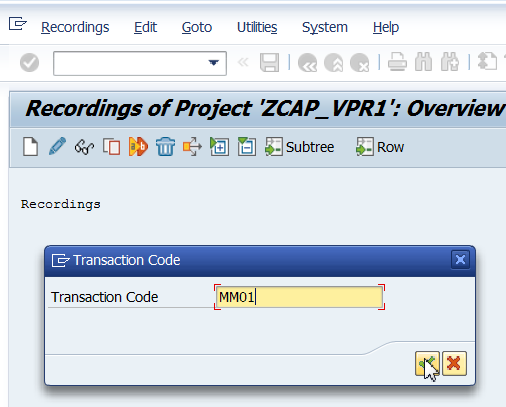 Recordings Edit Goto Utilities System Help
Recordings of Project 'ZCAP_VPR1': Overview
Subtree Row
Recordings
Transaction Code
Transaction Code MM01